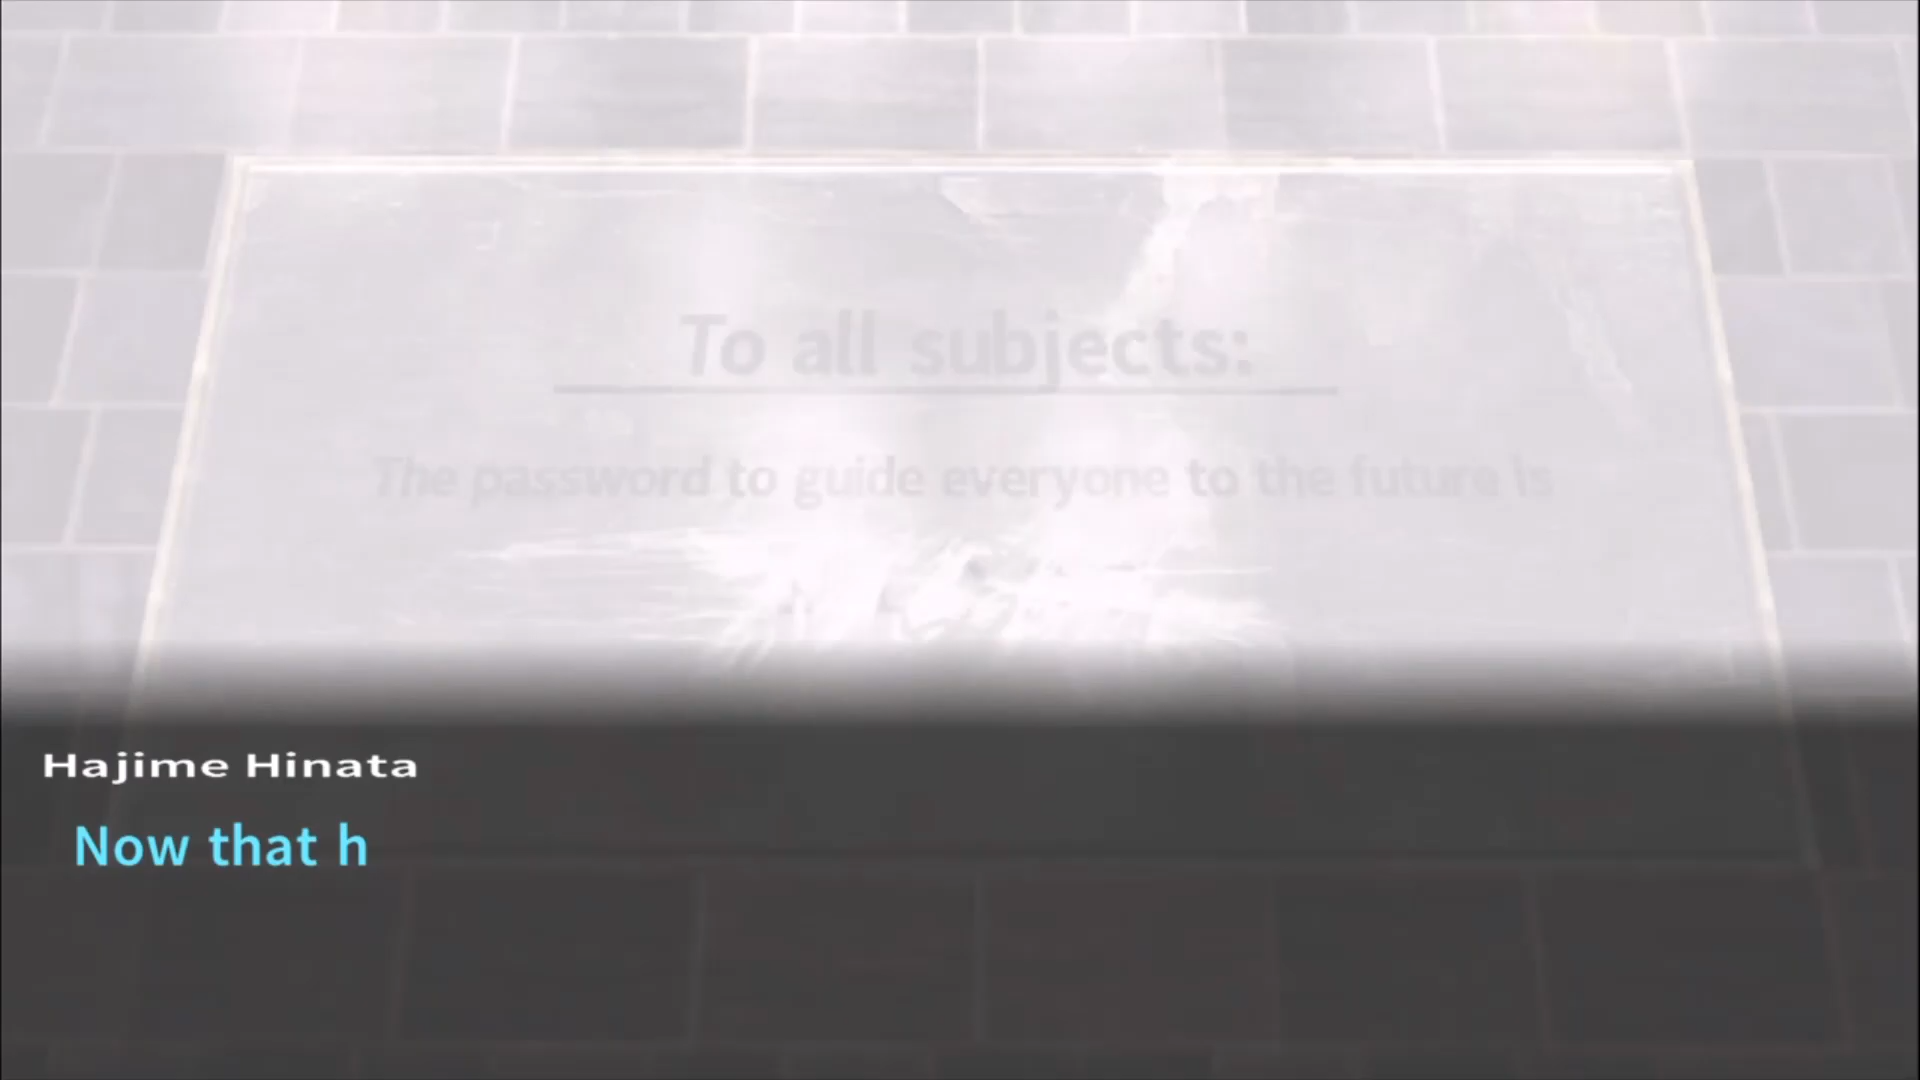 To all subjects:
The password to guide everyone to the future is
Hajime Hinata
Now that h